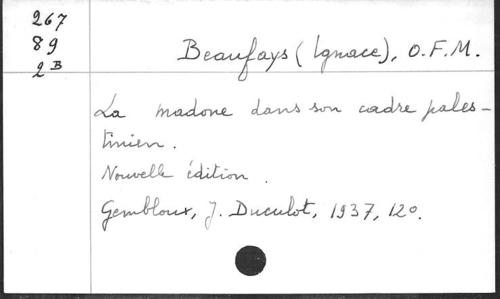 267
89
2B
Beaufays (Ignace), O.F.M.
La madone dans son cadre pales-
tinien.
Nouvelle édition.
Gembloux, J. Duculot, 1937, 12°.